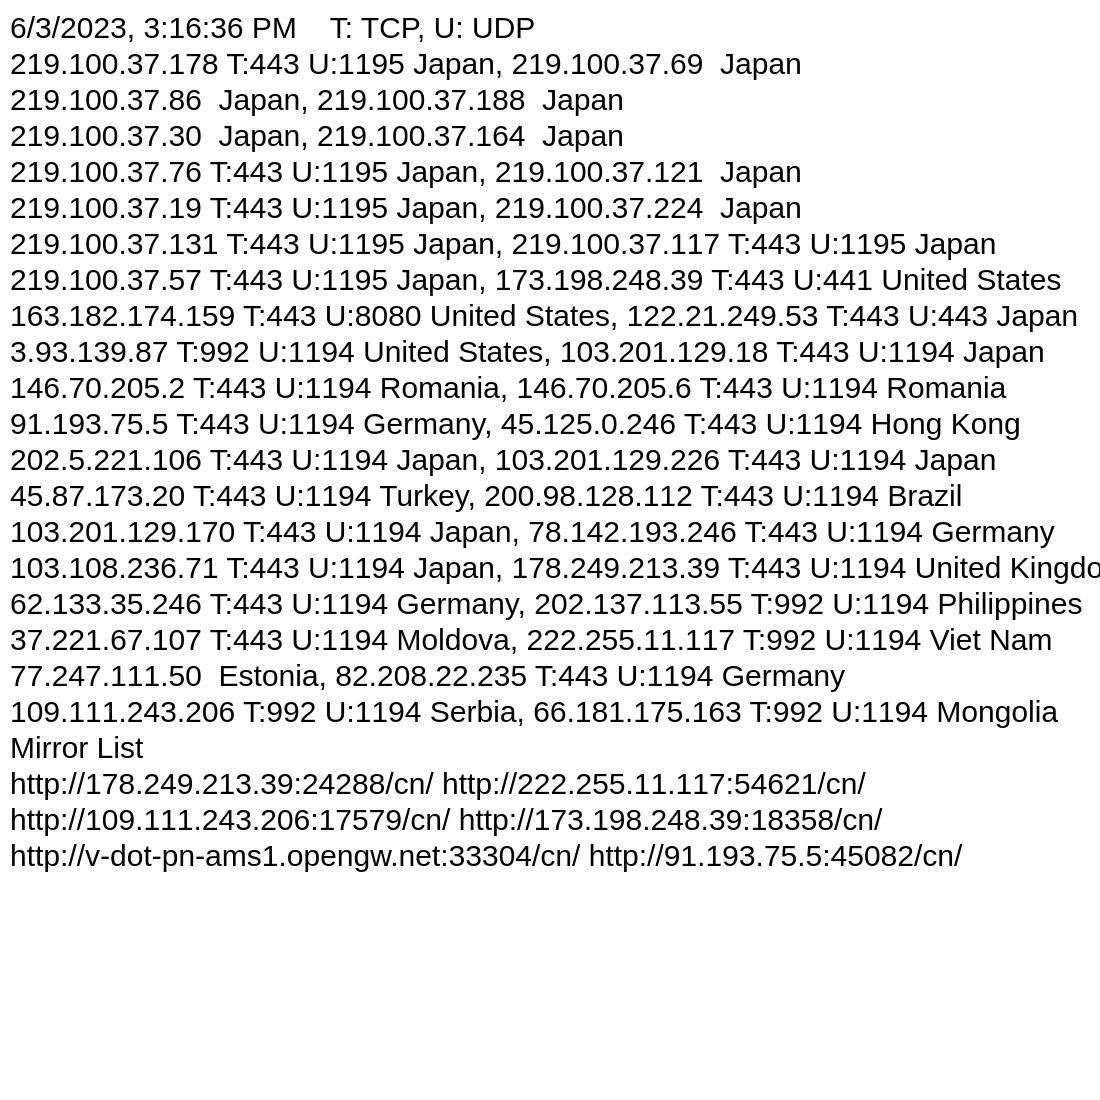 6/3/2023, 3:16:36 PM    T: TCP, U: UDP
219.100.37.178 T:443 U:1195 Japan, 219.100.37.69  Japan
219.100.37.86  Japan, 219.100.37.188  Japan
219.100.37.30  Japan, 219.100.37.164  Japan
219.100.37.76 T:443 U:1195 Japan, 219.100.37.121  Japan
219.100.37.19 T:443 U:1195 Japan, 219.100.37.224  Japan
219.100.37.131 T:443 U:1195 Japan, 219.100.37.117 T:443 U:1195 Japan
219.100.37.57 T:443 U:1195 Japan, 173.198.248.39 T:443 U:441 United States
163.182.174.159 T:443 U:8080 United States, 122.21.249.53 T:443 U:443 Japan
3.93.139.87 T:992 U:1194 United States, 103.201.129.18 T:443 U:1194 Japan
146.70.205.2 T:443 U:1194 Romania, 146.70.205.6 T:443 U:1194 Romania
91.193.75.5 T:443 U:1194 Germany, 45.125.0.246 T:443 U:1194 Hong Kong
202.5.221.106 T:443 U:1194 Japan, 103.201.129.226 T:443 U:1194 Japan
45.87.173.20 T:443 U:1194 Turkey, 200.98.128.112 T:443 U:1194 Brazil
103.201.129.170 T:443 U:1194 Japan, 78.142.193.246 T:443 U:1194 Germany
103.108.236.71 T:443 U:1194 Japan, 178.249.213.39 T:443 U:1194 United Kingdo
62.133.35.246 T:443 U:1194 Germany, 202.137.113.55 T:992 U:1194 Philippines
37.221.67.107 T:443 U:1194 Moldova, 222.255.11.117 T:992 U:1194 Viet Nam
77.247.111.50  Estonia, 82.208.22.235 T:443 U:1194 Germany
109.111.243.206 T:992 U:1194 Serbia, 66.181.175.163 T:992 U:1194 Mongolia
Mirror List
http://178.249.213.39:24288/cn/ http://222.255.11.117:54621/cn/
http://109.111.243.206:17579/cn/ http://173.198.248.39:18358/cn/
http://v-dot-pn-ams1.opengw.net:33304/cn/ http://91.193.75.5:45082/cn/